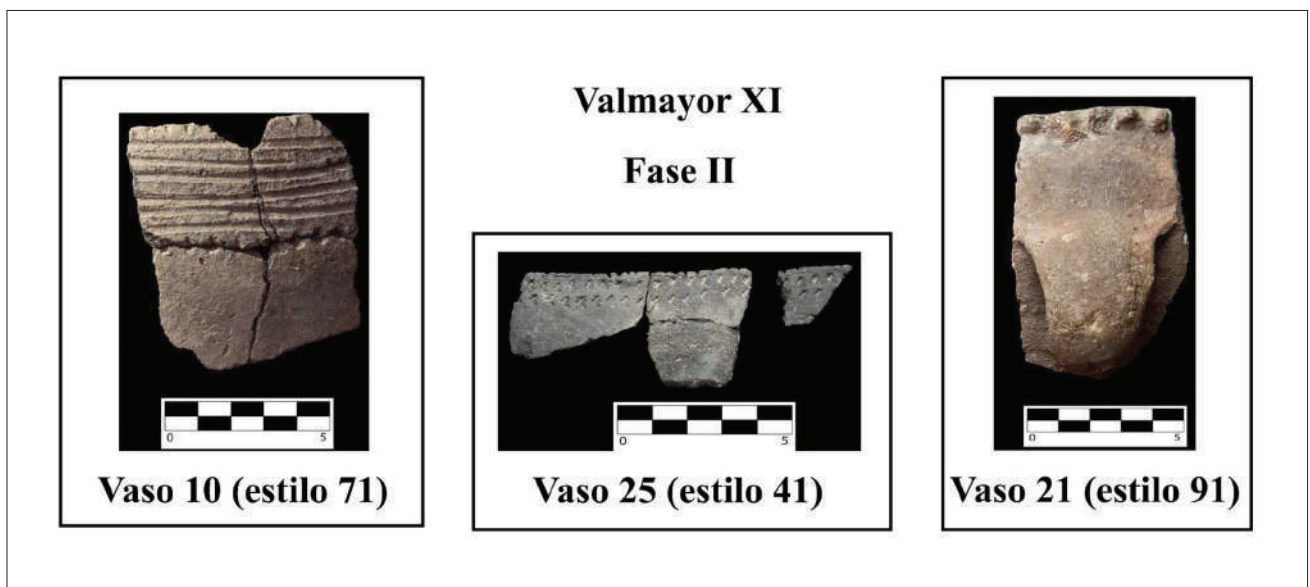 Valmayor XI
Fase II
0 5
Vaso 10 (estilo 71)
0 5
Vaso 25 (estilo 41)
0 5
Vaso 21 (estilo 91)